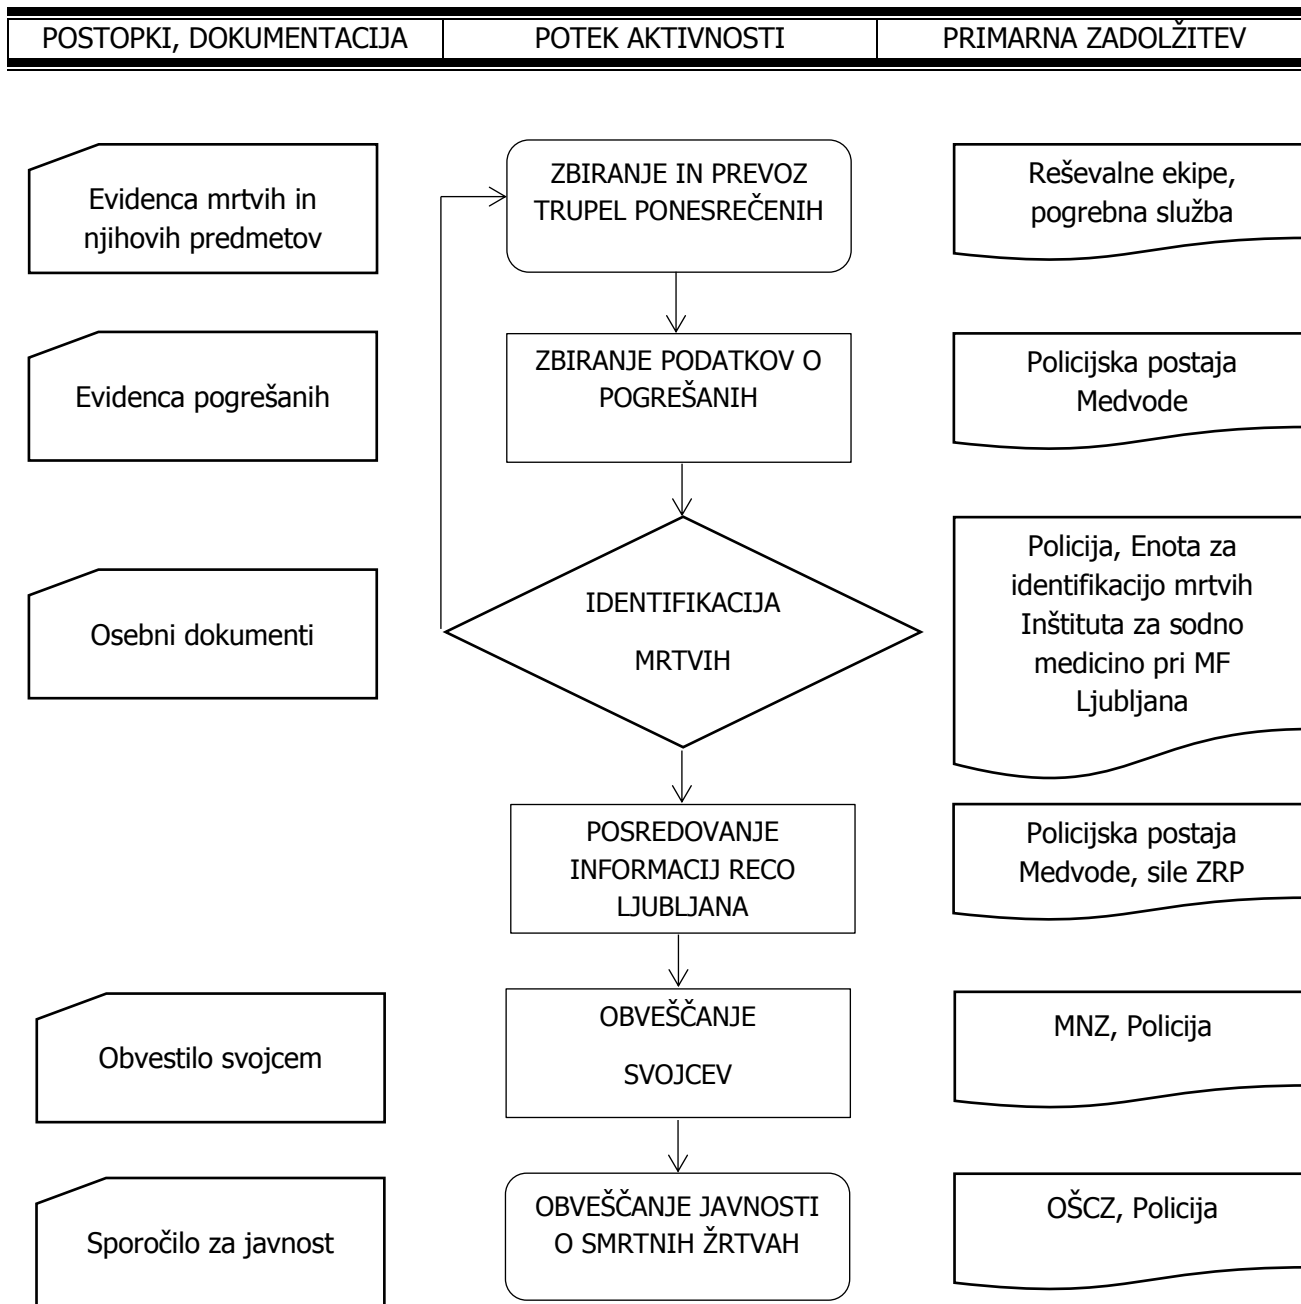 POSTOPKI, DOKUMENTACIJA
POTEK AKTIVNOSTI
PRIMARNA ZADOLŽITEV
Evidenca mrtvih in
njihovih predmetov
ZBIRANJE IN PREVOZ
TRUPEL PONESREČENIH
Reševalne ekipe,
pogrebna služba
Evidenca pogrešanih
ZBIRANJE PODATKOV O
POGREŠANIH
Policijska postaja
Medvode
Osebni dokumenti
IDENTIFIKACIJA
MRTVIH
Policija, Enota za
identifikacijo mrtvih
Inštituta za sodno
medicino pri MF
Ljubljana
POSREDOVANJE
INFORMACIJ RECO
LJUBLJANA
Policijska postaja
Medvode, sile ZRP
Obvestilo svojcem
OBVEŠČANJE
SVOJCEV
MNZ, Policija
Sporočilo za javnost
OBVEŠČANJE JAVNOSTI
O SMRTNIH ŽRTVAH
OŠCZ, Policija